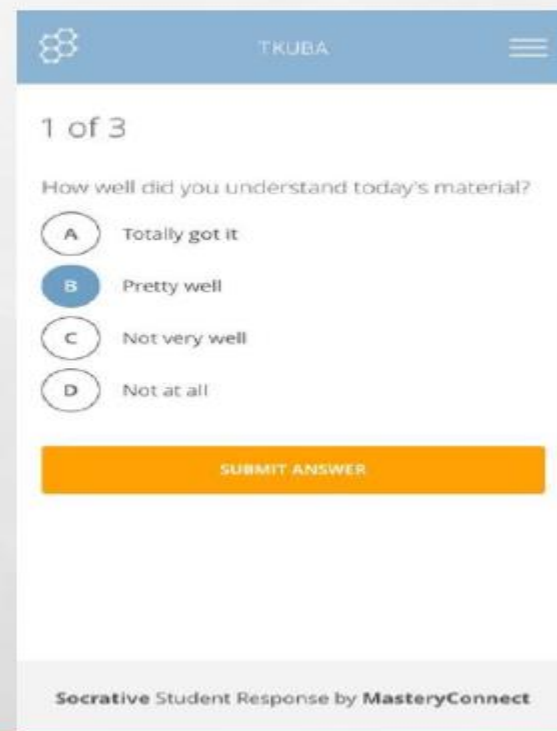 TKUBA
1 of 3
How well did you understand today's material?
A Totally got it
B Pretty well
C Not very well
D Not at all
SUBMIT ANSWER
Socrative Student Response by MasteryConnect